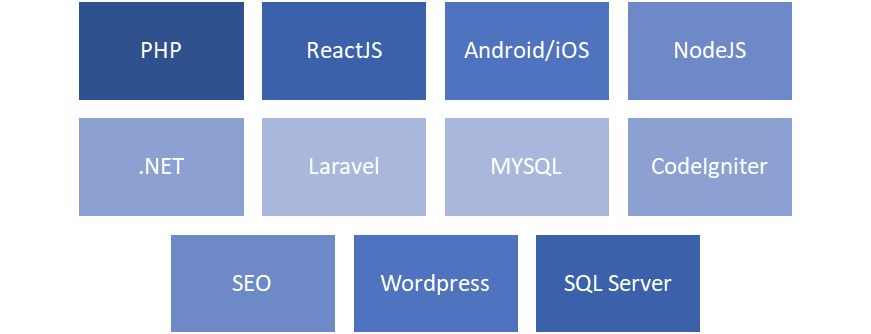 PHP
ReactJS
Android/iOS
NodeJS
.NET
Laravel
MYSQL
CodeIgniter
SEO
Wordpress
SQL Server